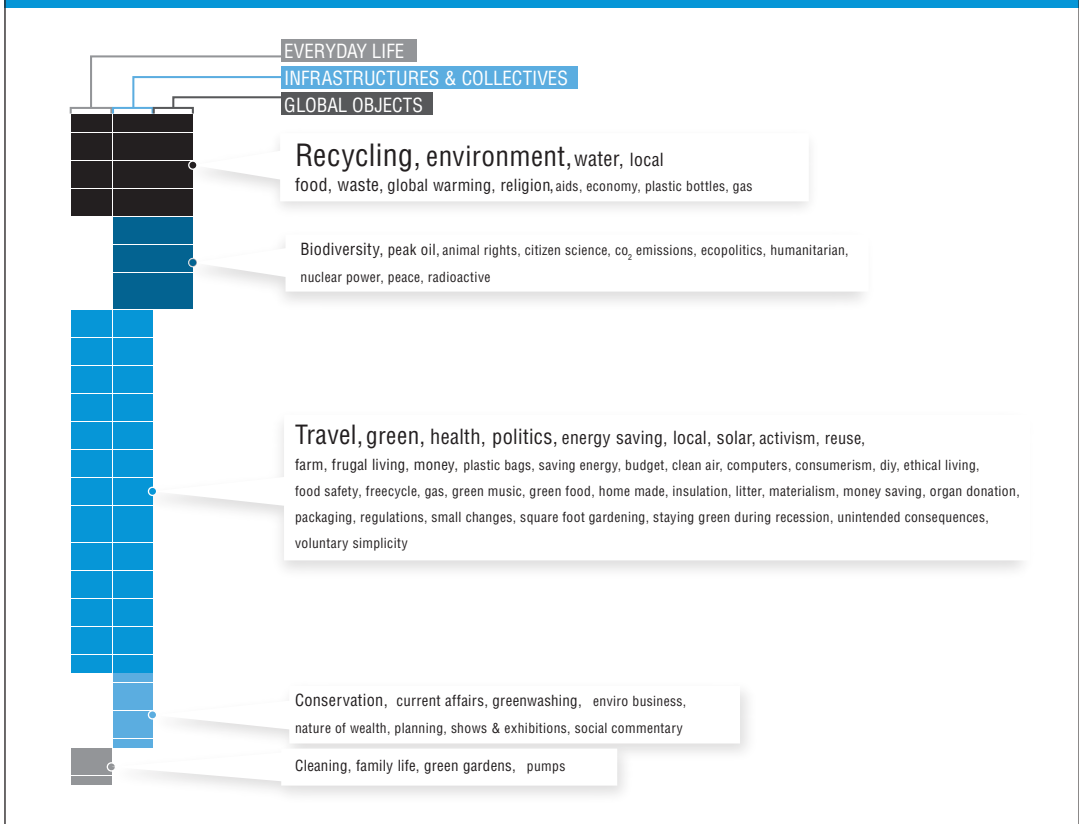 EVERYDAY LIFE
INFRASTRUCTURES & COLLECTIVES
GLOBAL OBJECTS
Recycling, environment, water, local
food, waste, global warming, religion, aids, economy, plastic bottles, gas
Biodiversity, peak oil, animal rights, citizen science, co₂ emissions, ecopolitics, humanitarian,
nuclear power, peace, radioactive
Travel, green, health, politics, energy saving, local, solar, activism, reuse,
farm, frugal living, money, plastic bags, saving energy, budget, clean air, computers, consumerism, diy, ethical living,
food safety, freecycle, gas, green music, green food, home made, insulation, litter, materialism, money saving, organ donation,
packaging, regulations, small changes, square foot gardening, staying green during recession, unintended consequences,
voluntary simplicity
Conservation, current affairs, greenwashing, enviro business,
nature of wealth, planning, shows & exhibitions, social commentary
Cleaning, family life, green gardens, pumps